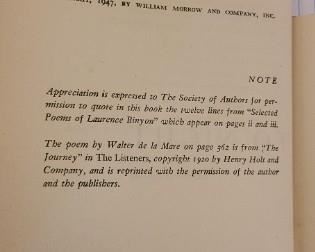 1947, BY WILLIAM MORROW AND COMPANY, INC.
NOTE
Appreciation is expressed to The Society of Authors for per-
mission to quote in this book the twelve lines from "Selected
Poems of Laurence Binyon" which appear on pages ii and iii.
The poem by Walter de la Mare on page 362 is from "The
Journey" in The Listeners, copyright 1920 by Henry Holt and
Company, and is reprinted with the permission of the author
and the publishers.